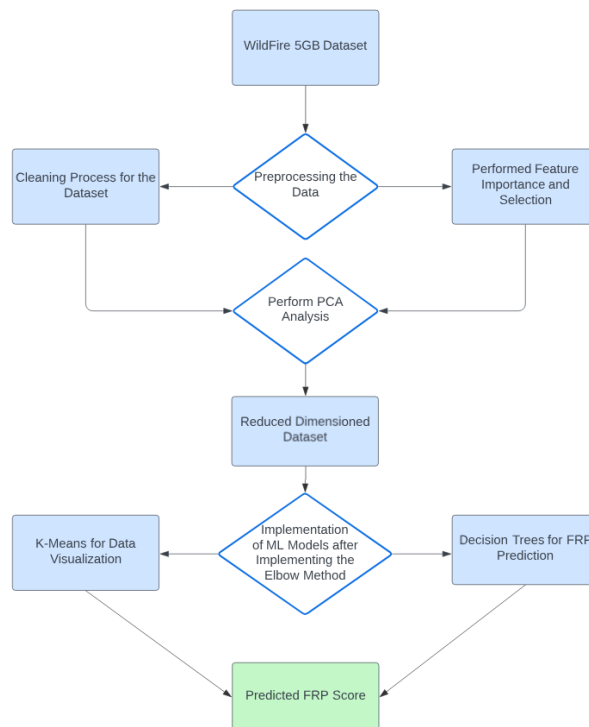 WildFire 5GB Dataset
Preprocessing the
Data
Cleaning Process for the
Dataset
Performed Feature
Importance and
Selection
Perform PCA
Analysis
Reduced Dimensioned
Dataset
Implementation
of ML Models after
Implementing the
Elbow Method
K-Means for Data
Visualization
Decision Trees for FRP
Prediction
Predicted FRP Score